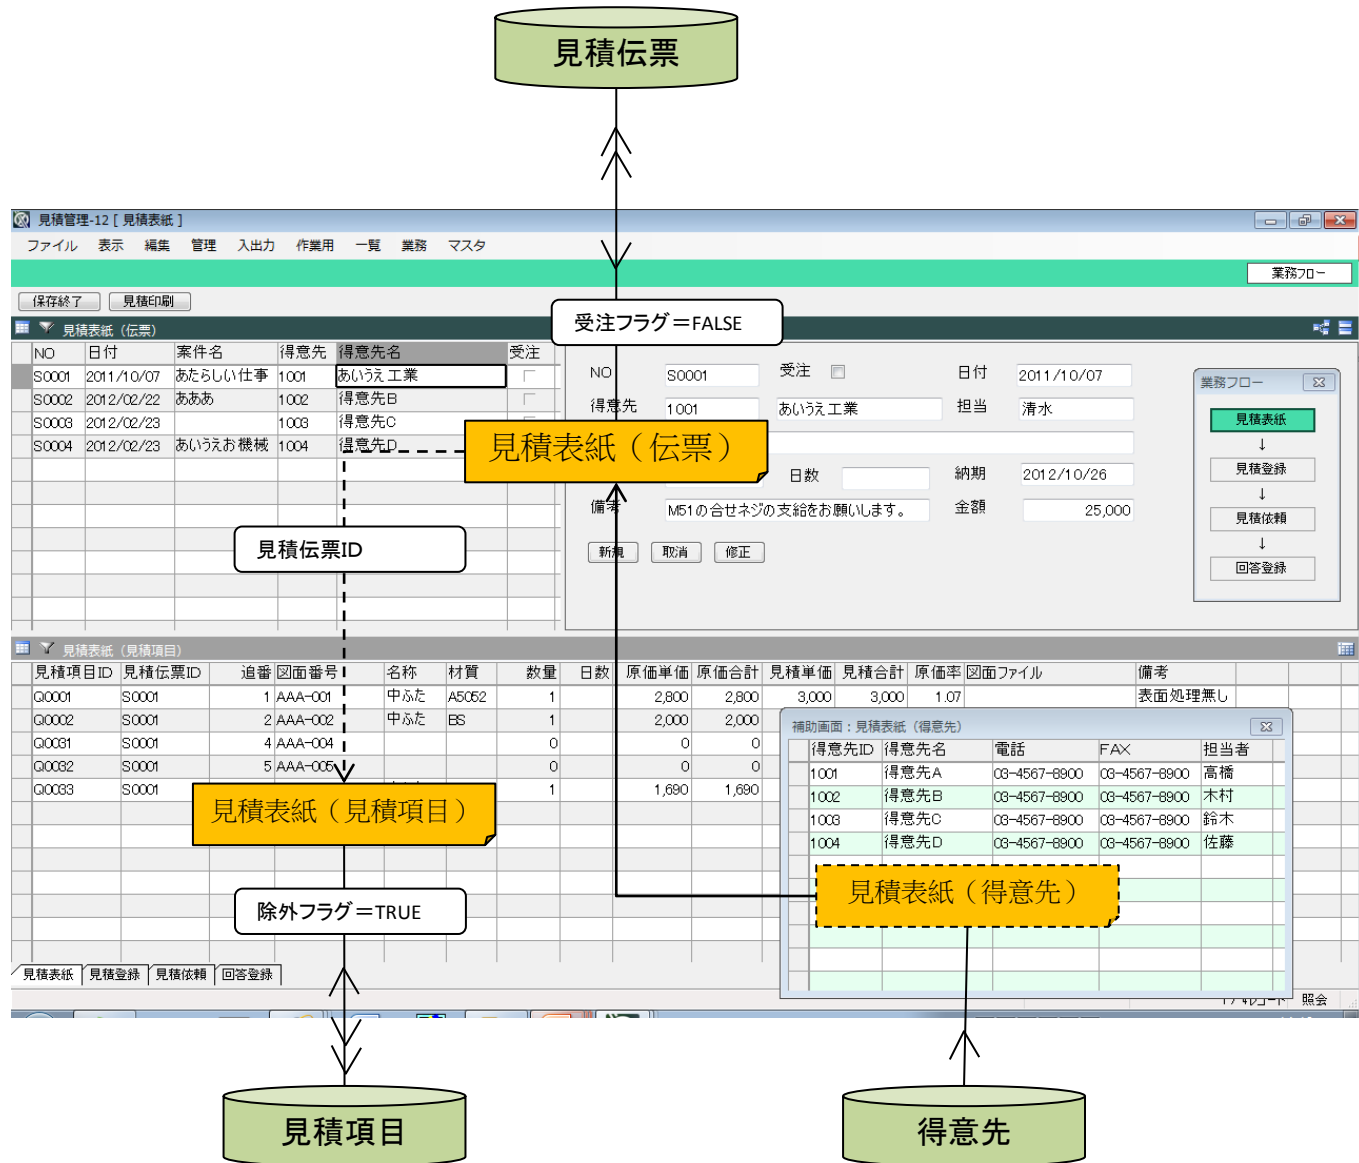 見積伝票
見積管理-12 [ 見積表紙 ]
ファイル 表示 編集 管理 入出力 作業用 一覧 業務 マスタ
業務フロー
保存終了 見積印刷
受注フラグ＝FALSE
見積表紙（伝票）
NO 日付 案件名 得意先 得意先名 受注
S0001 2011/10/07 あたらしい仕事 1001 あいうえ工業
S0002 2012/02/22 あああ 1002 得意先B
S0003 2012/02/23 1003 得意先C
S0004 2012/02/23 あいうえお機械 1004 得意先D
NO S0001 受注 日付 2011/10/07
得意先 1001 あいうえ工業 担当 清水
見積表紙（伝票）
日数 納期 2012/10/26
備考 M51の合せネジの支給をお願いします。 金額 25,000
新規 取消 修正
業務フロー
見積表紙
↓
見積登録
↓
見積依頼
↓
回答登録
見積伝票ID
見積表紙（見積項目）
見積項目ID 見積伝票ID 追番 図面番号 名称 材質 数量 日数 原価単価 原価合計 見積単価 見積合計 原価率 図面ファイル 備考
Q0001 S0001 1 AAA-001 中ふた A5052 1 2,800 2,800 3,000 3,000 1.07 表面処理無し
Q0002 S0001 2 AAA-002 中ふた BS 1 2,000 2,000
Q0031 S0001 4 AAA-004 0 0 0
Q0032 S0001 5 AAA-005 0 0 0
Q0033 S0001 1 1,690 1,690
見積表紙（見積項目）
除外フラグ＝TRUE
補助画面：見積表紙（得意先）
得意先ID 得意先名 電話 FAX 担当者
1001 得意先A 03-4567-8900 03-4567-8900 高橋
1002 得意先B 03-4567-8900 03-4567-8900 木村
1003 得意先C 03-4567-8900 03-4567-8900 鈴木
1004 得意先D 03-4567-8900 03-4567-8900 佐藤
見積表紙（得意先）
見積表紙 見積登録 見積依頼 回答登録
照会
見積項目
得意先